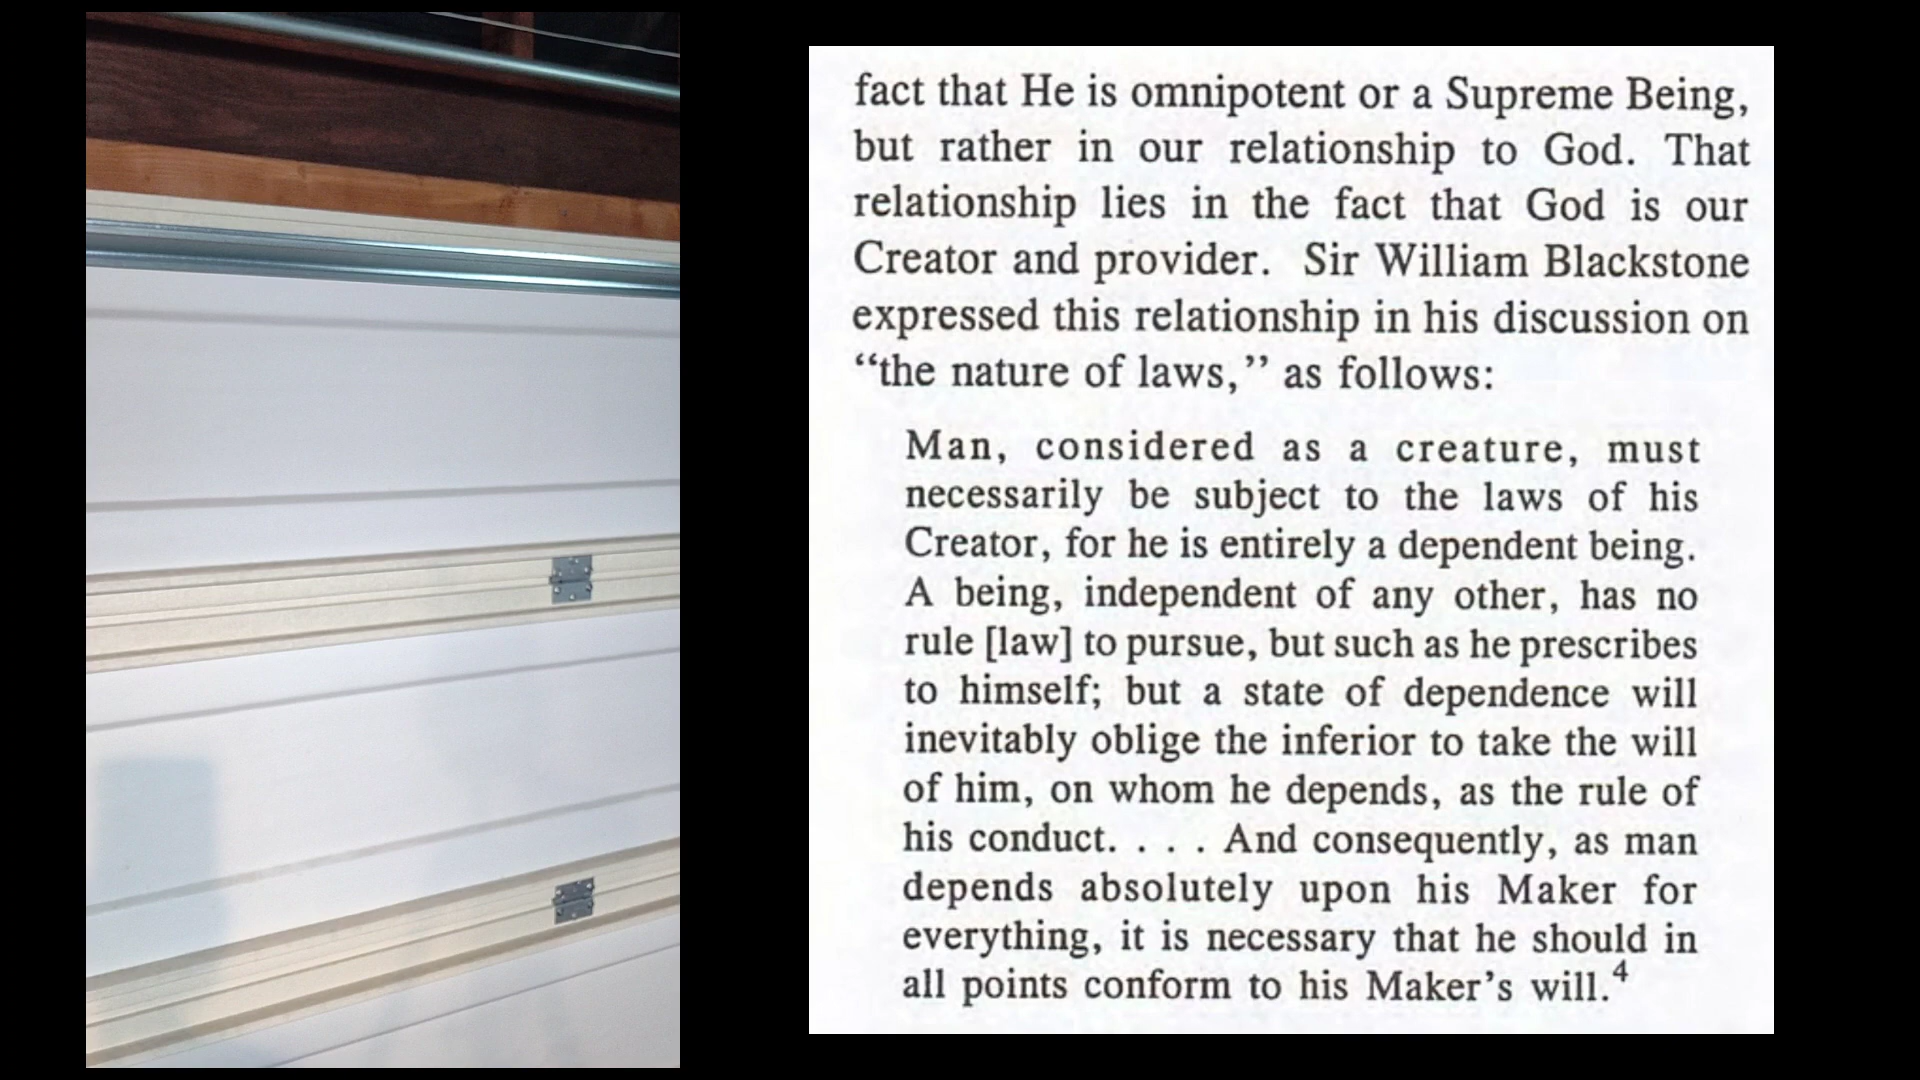 fact that He is omnipotent or a Supreme Being,
but rather in our relationship to God. That
relationship lies in the fact that God is our
Creator and provider. Sir William Blackstone
expressed this relationship in his discussion on
“the nature of laws,” as follows:
Man, considered as a creature, must
necessarily be subject to the laws of his
Creator, for he is entirely a dependent being.
A being, independent of any other, has no
rule [law] to pursue, but such as he prescribes
to himself; but a state of dependence will
inevitably oblige the inferior to take the will
of him, on whom he depends, as the rule of
his conduct. . . . And consequently, as man
depends absolutely upon his Maker for
everything, it is necessary that he should in
all points conform to his Maker’s will.4